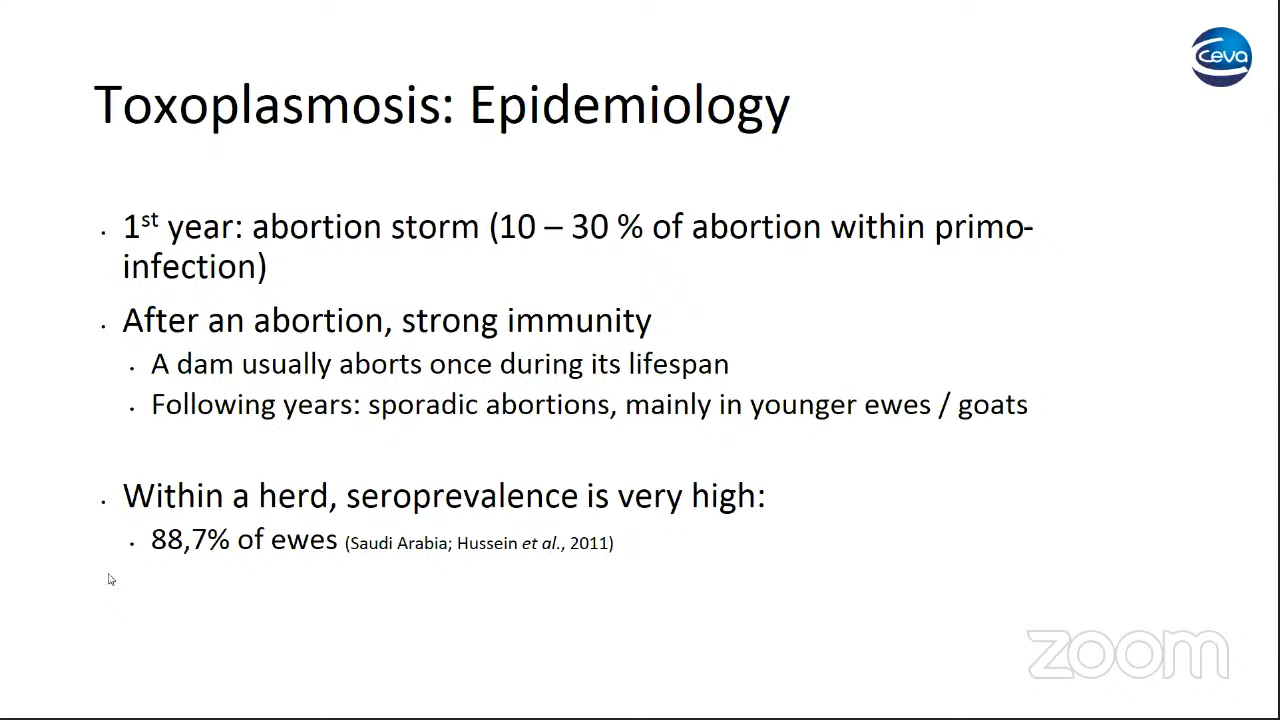 ceva
Toxoplasmosis: Epidemiology
• 1st year: abortion storm (10 – 30 % of abortion within primo-
infection)
• After an abortion, strong immunity
• A dam usually aborts once during its lifespan
• Following years: sporadic abortions, mainly in younger ewes / goats
• Within a herd, seroprevalence is very high:
• 88,7% of ewes (Saudi Arabia; Hussein et al., 2011)
zoom